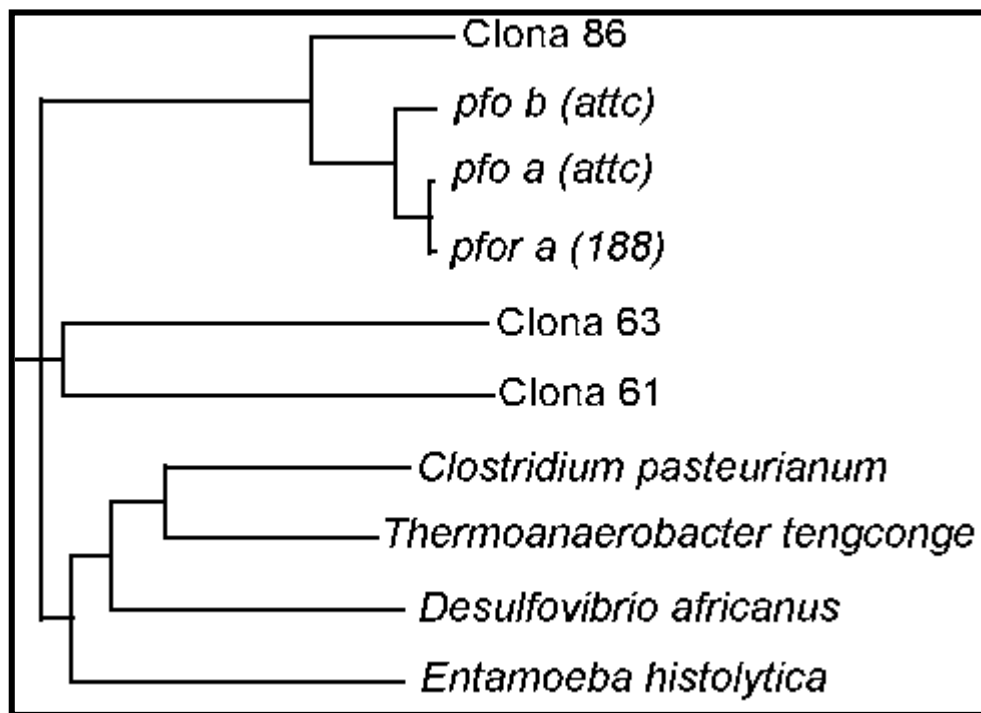 Clona 86
pfo b (attc)
pfo a (attc)
pfor a (188)
Clona 63
Clona 61
Clostridium pasteurianum
Thermoanaerobacter tengconge
Desulfovibrio africanus
Entamoeba histolytica